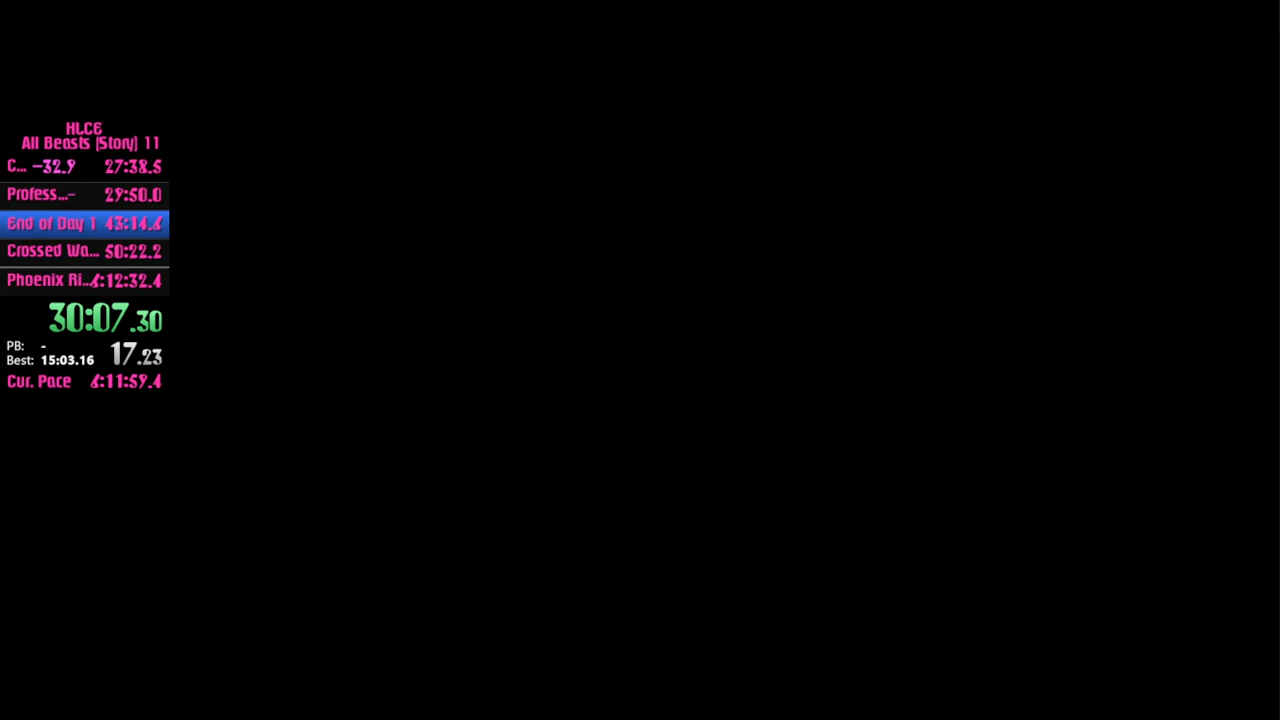 HLCE
All Beasts (Story) 11
C... −32.9 27:38.5
Profess...− 29:50.0
End of Day 1 43:14.6
Crossed Wa... 50:22.2
Phoenix Ri... 6:12:32.4
30:07.30
PB: -
Best: 15:03.16 17.23
Cur. Pace 6:11:59.4